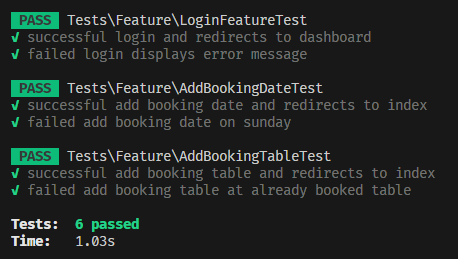 PASS Tests\Feature\LoginFeatureTest
✓ successful login and redirects to dashboard
✓ failed login displays error message
PASS Tests\Feature\AddBookingDateTest
✓ successful add booking date and redirects to index
✓ failed add booking date on sunday
PASS Tests\Feature\AddBookingTableTest
✓ successful add booking table and redirects to index
✓ failed add booking table at already booked table
Tests: 6 passed
Time: 1.03s